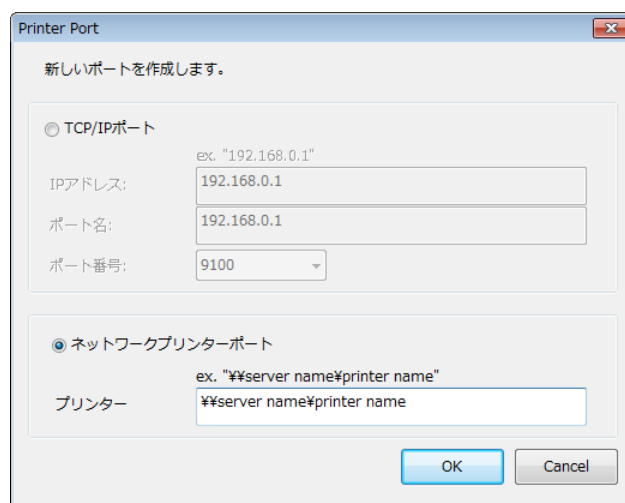 Printer Port
新しいポートを作成します。
TCP/IPポート
ex. "192.168.0.1"
IPアドレス: 192.168.0.1
ポート名: 192.168.0.1
ポート番号: 9100
ネットワークプリンターポート
ex. "¥¥server name¥printer name"
プリンター ¥¥server name¥printer name
OK Cancel